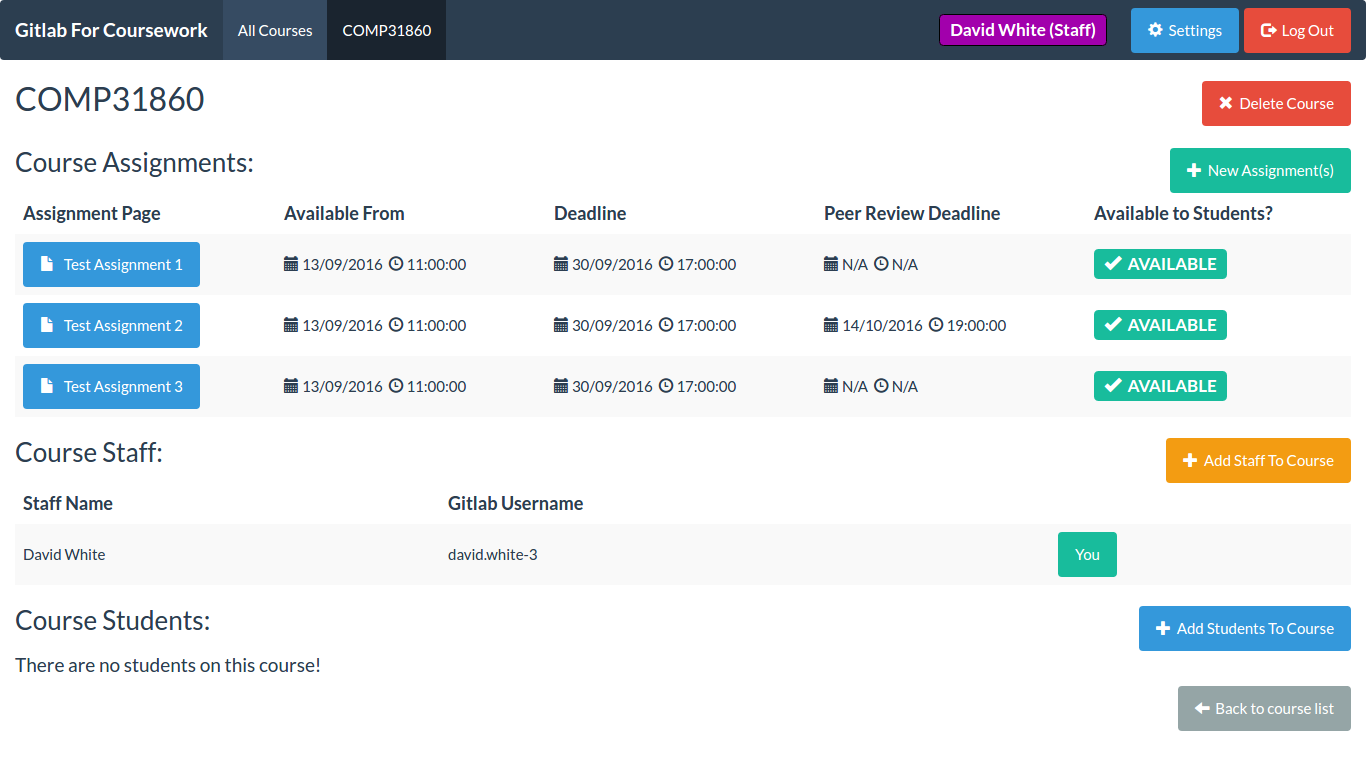 Gitlab For Coursework All Courses COMP31860 David White (Staff) Settings Log Out
COMP31860 Delete Course
Course Assignments: New Assignment(s)
Assignment Page Available From Deadline Peer Review Deadline Available to Students?
Test Assignment 1 13/09/2016 11:00:00 30/09/2016 17:00:00 N/A N/A AVAILABLE
Test Assignment 2 13/09/2016 11:00:00 30/09/2016 17:00:00 14/10/2016 19:00:00 AVAILABLE
Test Assignment 3 13/09/2016 11:00:00 30/09/2016 17:00:00 N/A N/A AVAILABLE
Course Staff: Add Staff To Course
Staff Name Gitlab Username
David White david.white-3 You
Course Students: Add Students To Course
There are no students on this course!
Back to course list